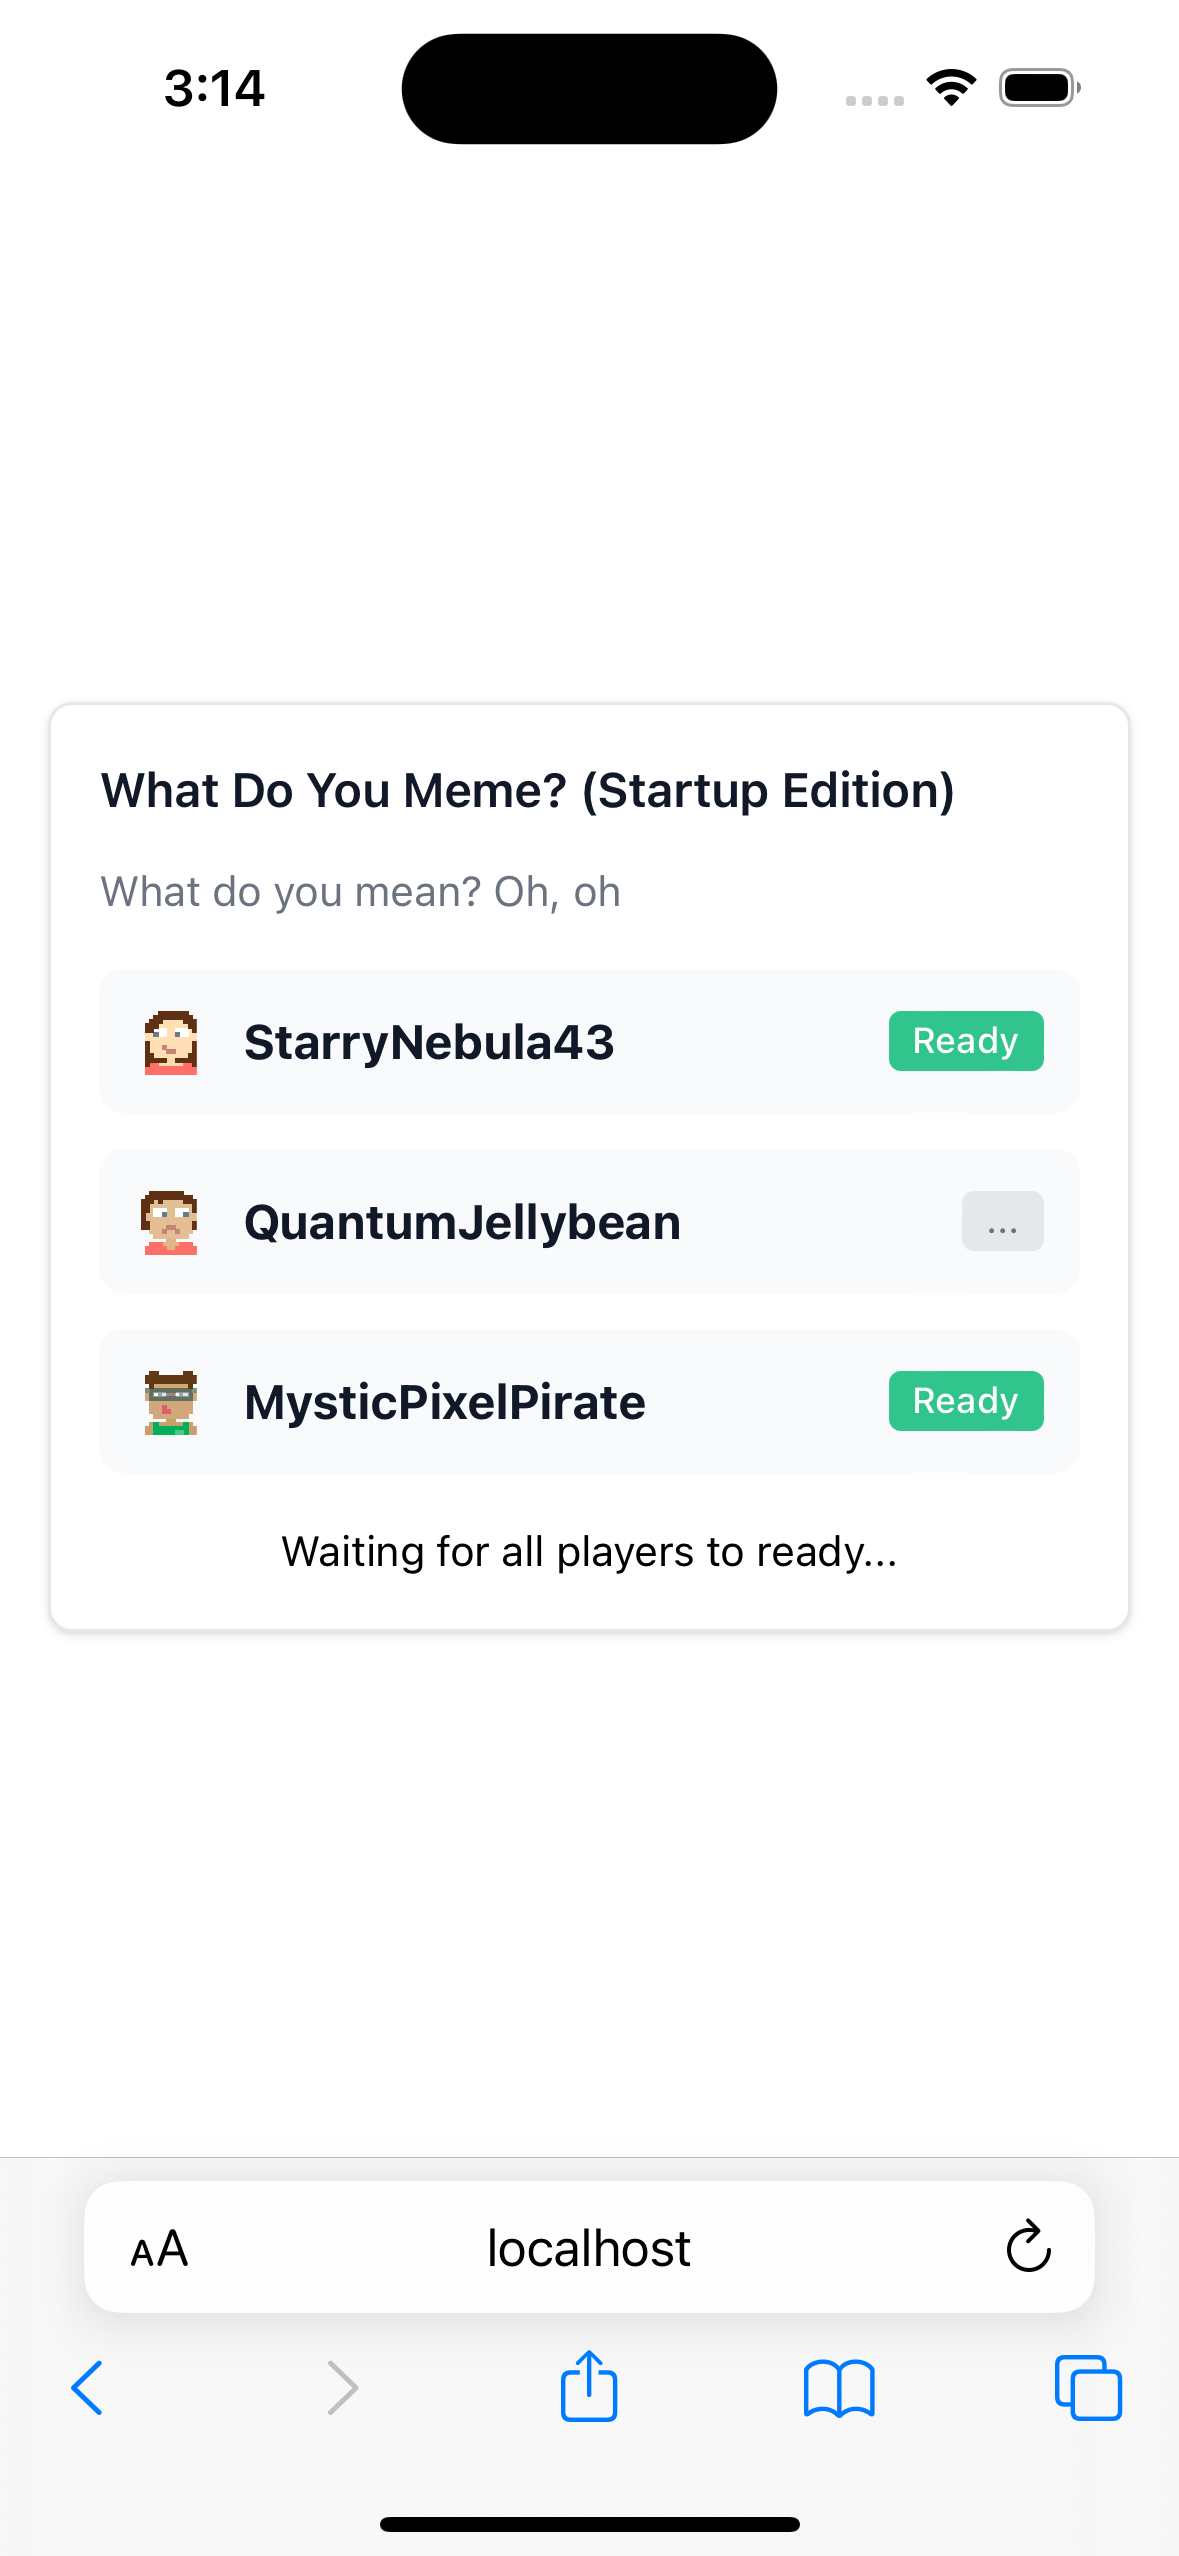 3:14
What Do You Meme? (Startup Edition)
What do you mean? Oh, oh
StarryNebula43
Ready
QuantumJellybean
...
MysticPixelPirate
Ready
Waiting for all players to ready...
AA
localhost